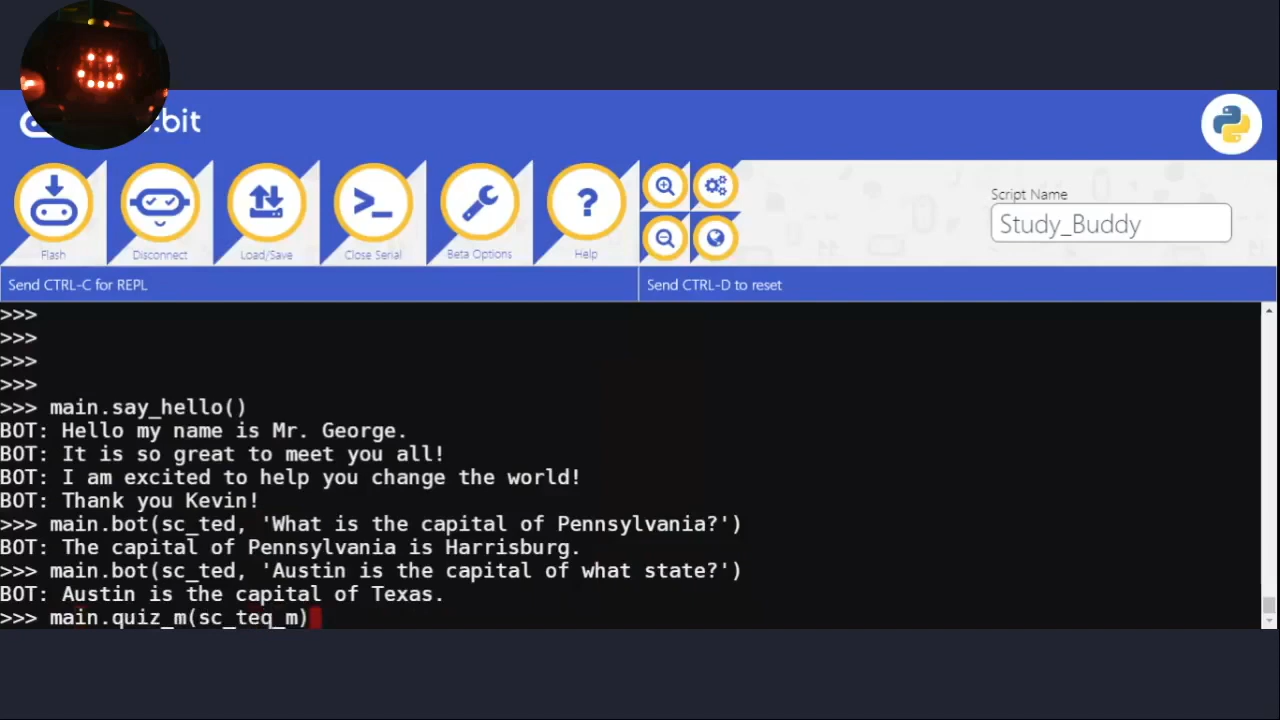 :bit
Flash
Disconnect
Load/Save
Close Serial
Beta Options
Help
Script Name
Study_Buddy
Send CTRL-C for REPL
Send CTRL-D to reset
>>>
>>>
>>>
>>>
>>> main.say_hello()
BOT: Hello my name is Mr. George.
BOT: It is so great to meet you all!
BOT: I am excited to help you change the world!
BOT: Thank you Kevin!
>>> main.bot(sc_ted, 'What is the capital of Pennsylvania?')
BOT: The capital of Pennsylvania is Harrisburg.
>>> main.bot(sc_ted, 'Austin is the capital of what state?')
BOT: Austin is the capital of Texas.
>>> main.quiz_m(sc_teq_m)